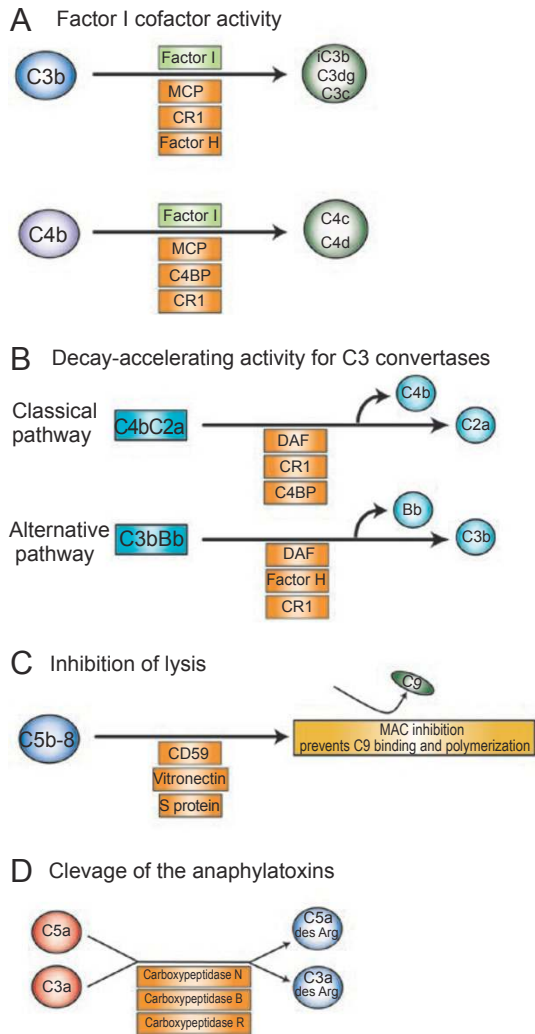 A Factor I cofactor activity
C3b
Factor I
MCP
CR1
Factor H
iC3b
C3dg
C3c
C4b
Factor I
MCP
C4BP
CR1
C4c
C4d
B Decay-accelerating activity for C3 convertases
Classical
pathway
C4bC2a
DAF
CR1
C4BP
C4b
C2a
Alternative
pathway
C3bBb
DAF
Factor H
CR1
Bb
C3b
C Inhibition of lysis
C5b-8
CD59
Vitronectin
S protein
C9
MAC inhibition
prevents C9 binding and polymerization
D Clevage of the anaphylatoxins
C5a
C3a
Carboxypeptidase N
Carboxypeptidase B
Carboxypeptidase R
C5a
des Arg
C3a
des Arg